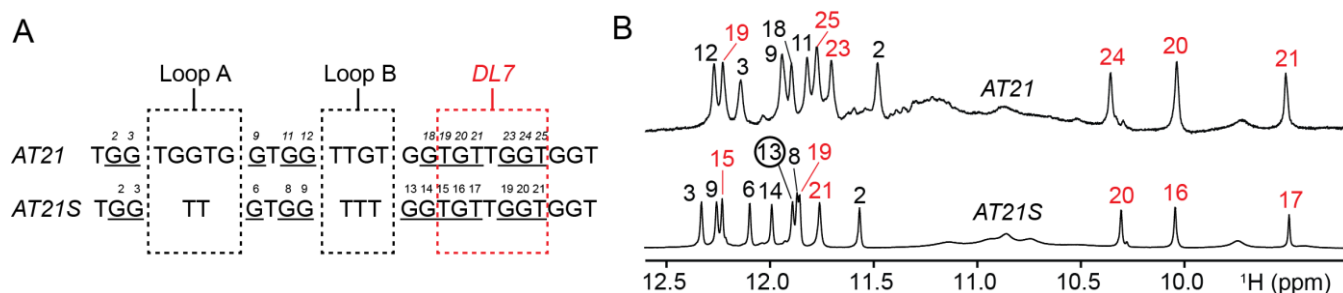 A
Loop A Loop B DL7
2 3 9 11 12 18 19 20 21 23 24 25
AT21 TGG TGGTG GTGG TTGT GGTGTTGGTGGT
2 3 6 8 9 13 14 15 16 17 19 20 21
AT21S TGG TT GTGG TTT GGTGTTGGTGGT
B
12 19 3 9 18 11 25 23 2 AT21 24 20 21
3 9 15 6 14 13 8 19 21 2 AT21S 20 16 17
12.5 12.0 11.5 11.0 10.5 10.0 ¹H (ppm)